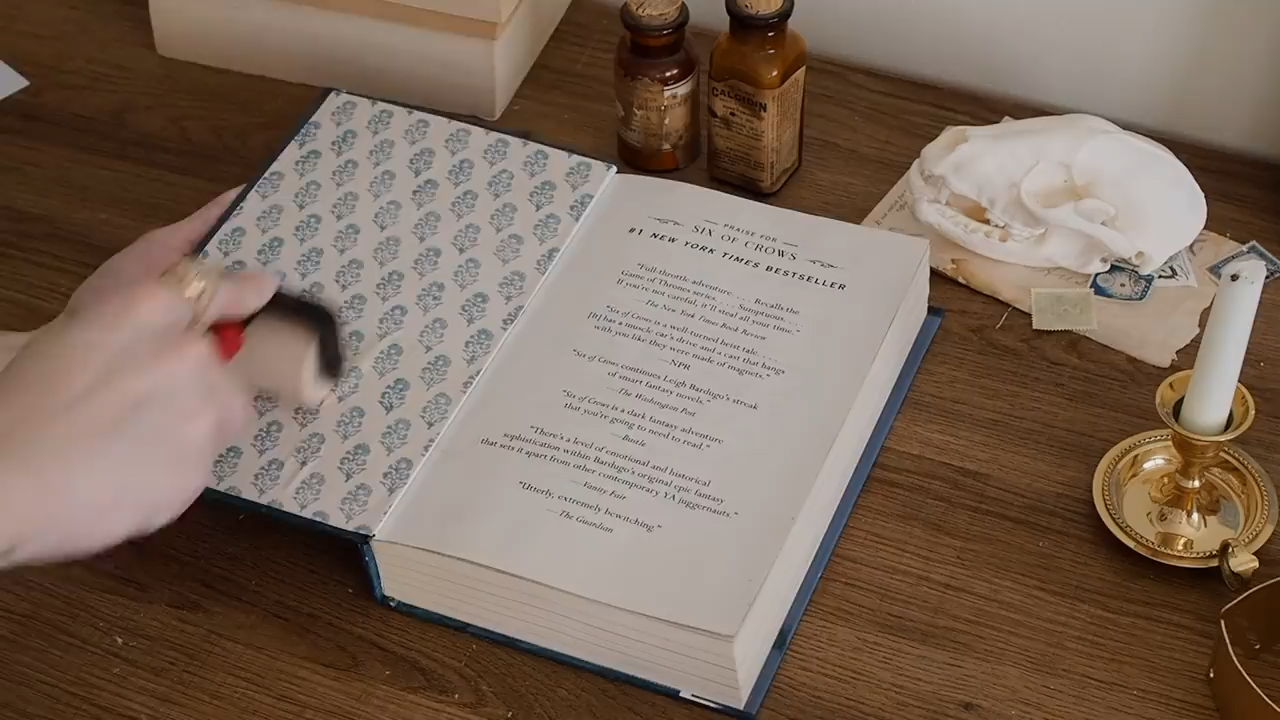 CALCIDIN
PRAISE FOR
SIX OF CROWS
#1 NEW YORK TIMES BESTSELLER
"Full-throttle adventure. . . . Recalls the
Game of Thrones series. . . . Sumptuous. . . .
If you're not careful, it'll steal all your time."
—The New York Times Book Review
"Six of Crows is a well-turned heist tale. . . .
[It] has a muscle car's drive and a cast that hangs
with you like they were made of magnets."
—NPR
"Six of Crows continues Leigh Bardugo's streak
of smart fantasy novels."
—The Washington Post
"Six of Crows is a dark fantasy adventure
that you're going to need to read."
—Bustle
"There's a level of emotional and historical
sophistication within Bardugo's original epic fantasy
that sets it apart from other contemporary YA juggernauts."
—Vanity Fair
"Utterly, extremely bewitching."
—The Guardian